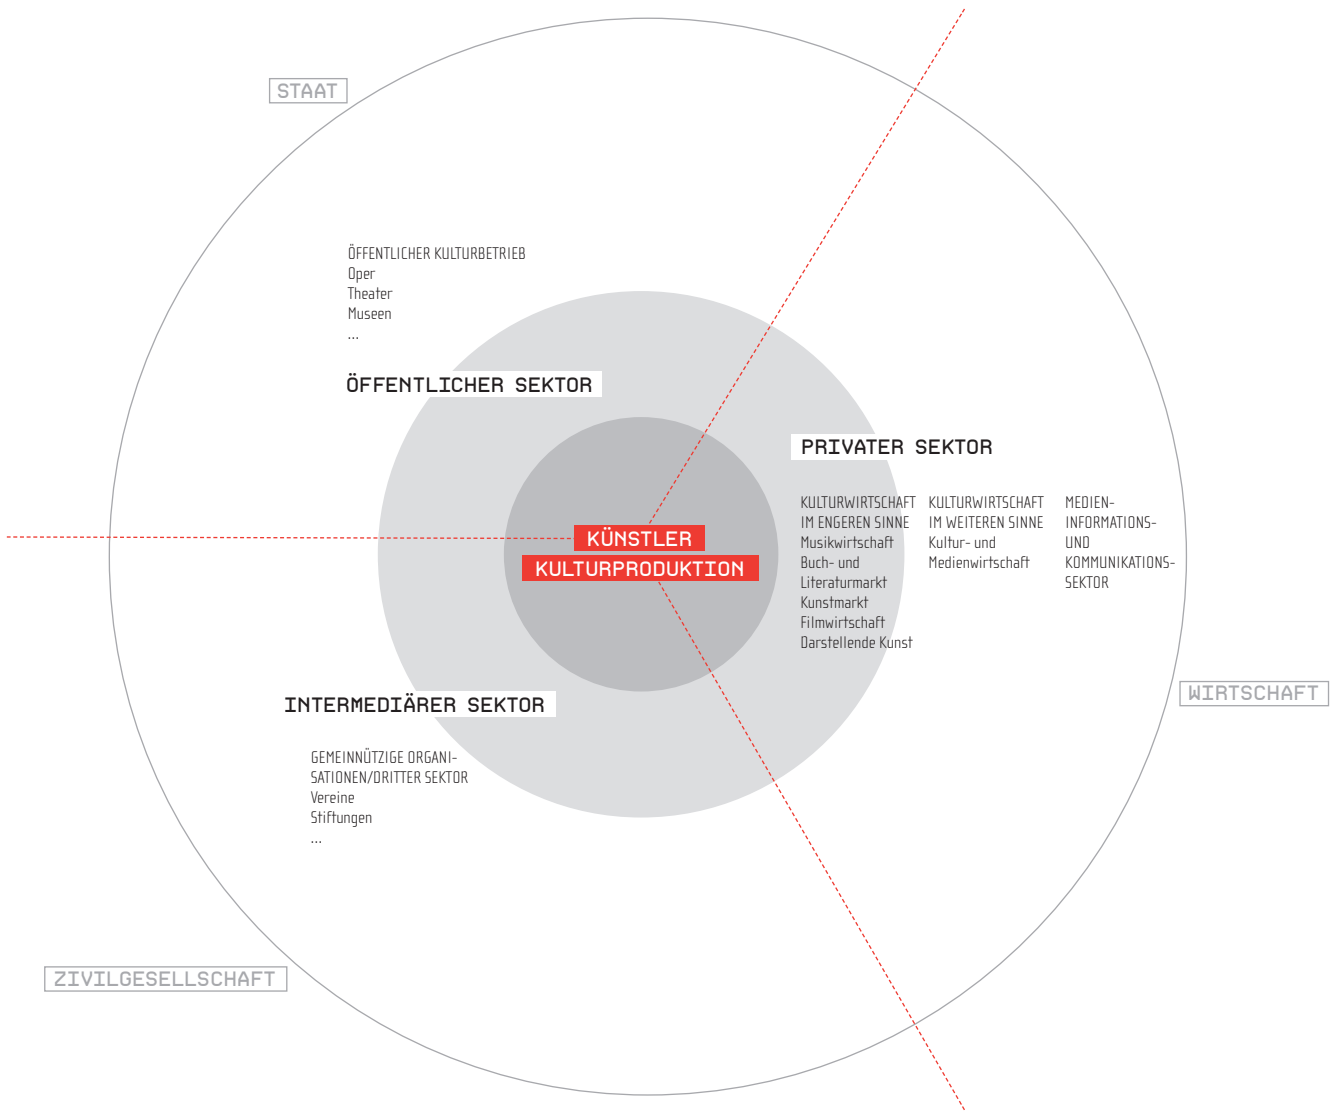 STAAT
ÖFFENTLICHER KULTURBETRIEB
Oper
Theater
Museen
...
ÖFFENTLICHER SEKTOR
PRIVATER SEKTOR
KULTURWIRTSCHAFT
IM ENGEREN SINNE
Musikwirtschaft
Buch- und
Literaturmarkt
Kunstmarkt
Filmwirtschaft
Darstellende Kunst
KULTURWIRTSCHAFT
IM WEITEREN SINNE
Kultur- und
Medienwirtschaft
MEDIEN-
INFORMATIONS-
UND
KOMMUNIKATIONS-
SEKTOR
KÜNSTLER
KULTURPRODUKTION
WIRTSCHAFT
INTERMEDIÄRER SEKTOR
GEMEINNÜTZIGE ORGANI-
SATIONEN/DRITTER SEKTOR
Vereine
Stiftungen
...
ZIVILGESELLSCHAFT